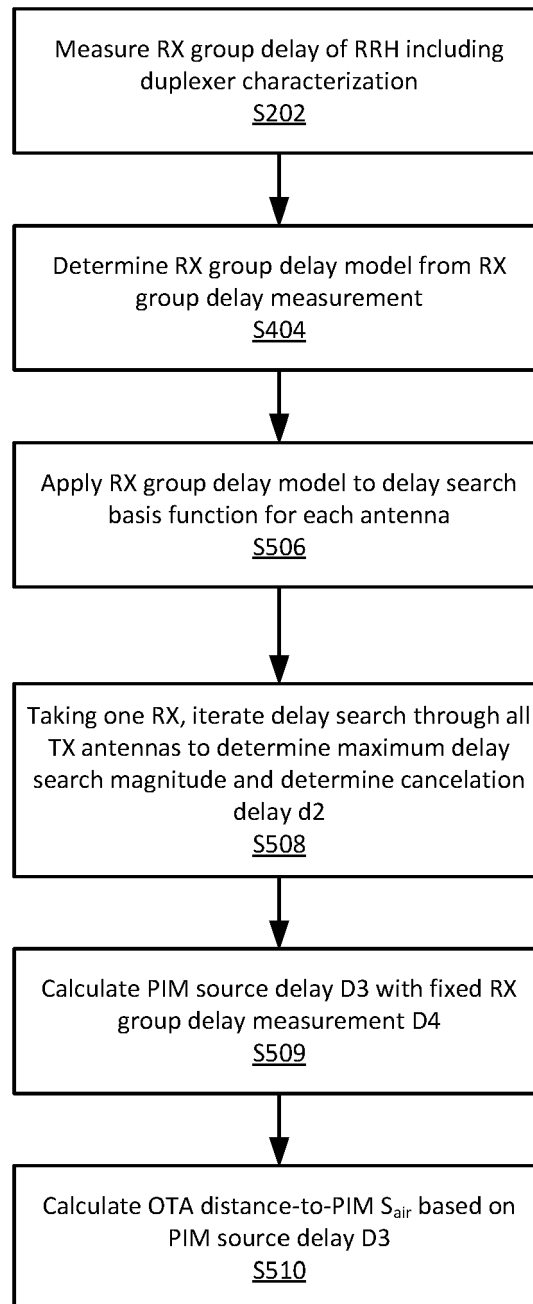 Measure RX group delay of RRH including
duplexer characterization
S202
Determine RX group delay model from RX
group delay measurement
S404
Apply RX group delay model to delay search
basis function for each antenna
S506
Taking one RX, iterate delay search through all
TX antennas to determine maximum delay
search magnitude and determine cancelation
delay d2
S508
Calculate PIM source delay D3 with fixed RX
group delay measurement D4
S509
Calculate OTA distance-to-PIM Sair based on
PIM source delay D3
S510